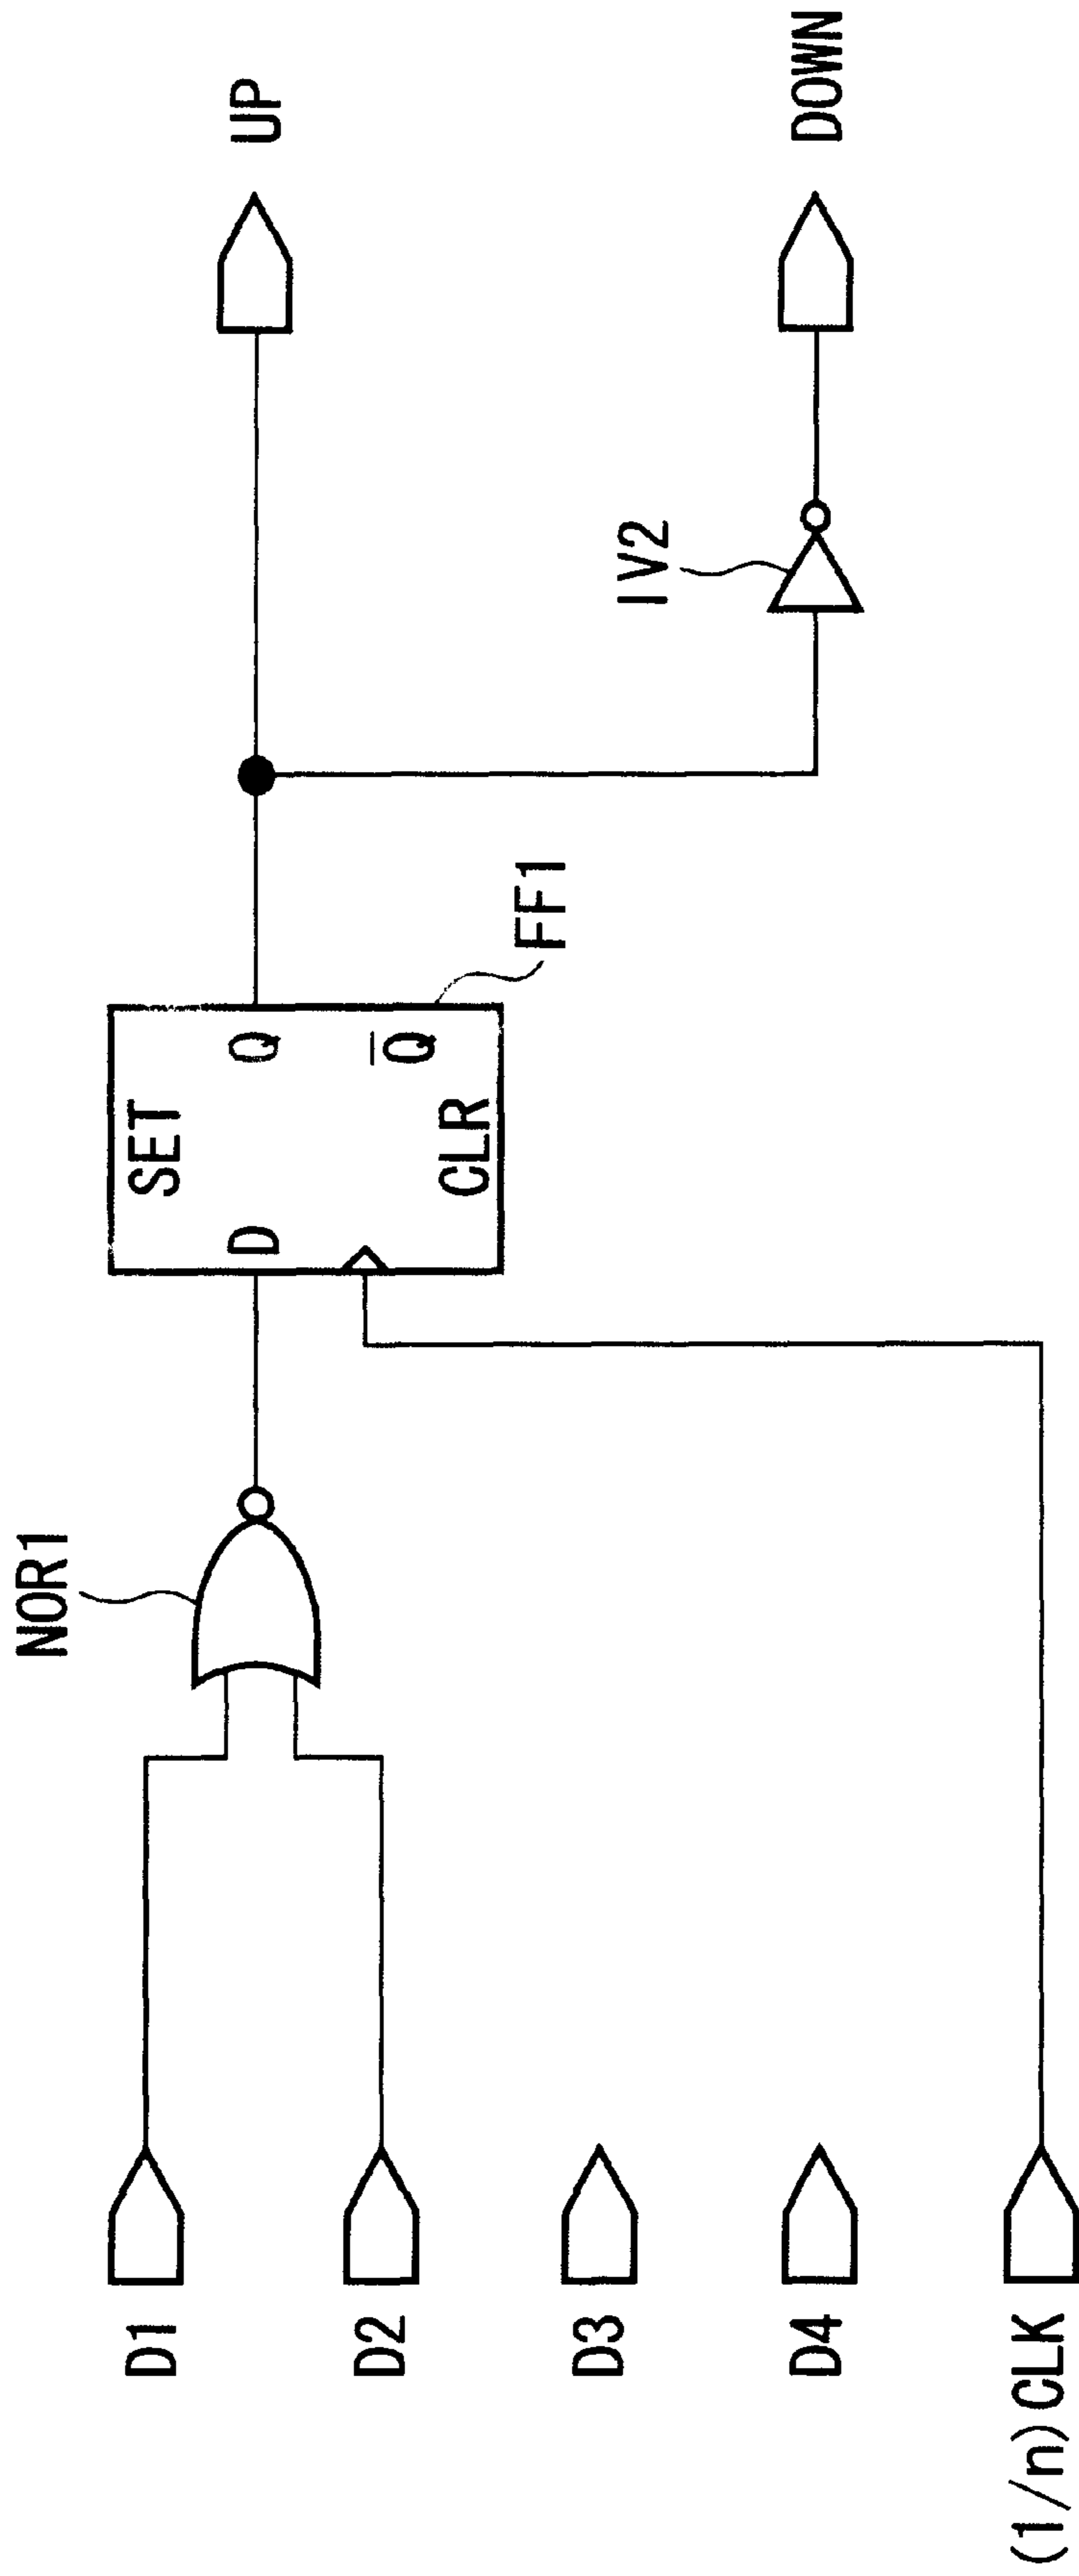 D1
D2
D3
D4
(1/n)CLK
NOR1
D
SET
Q
Q̅
CLR
FF1
IV2
UP
DOWN